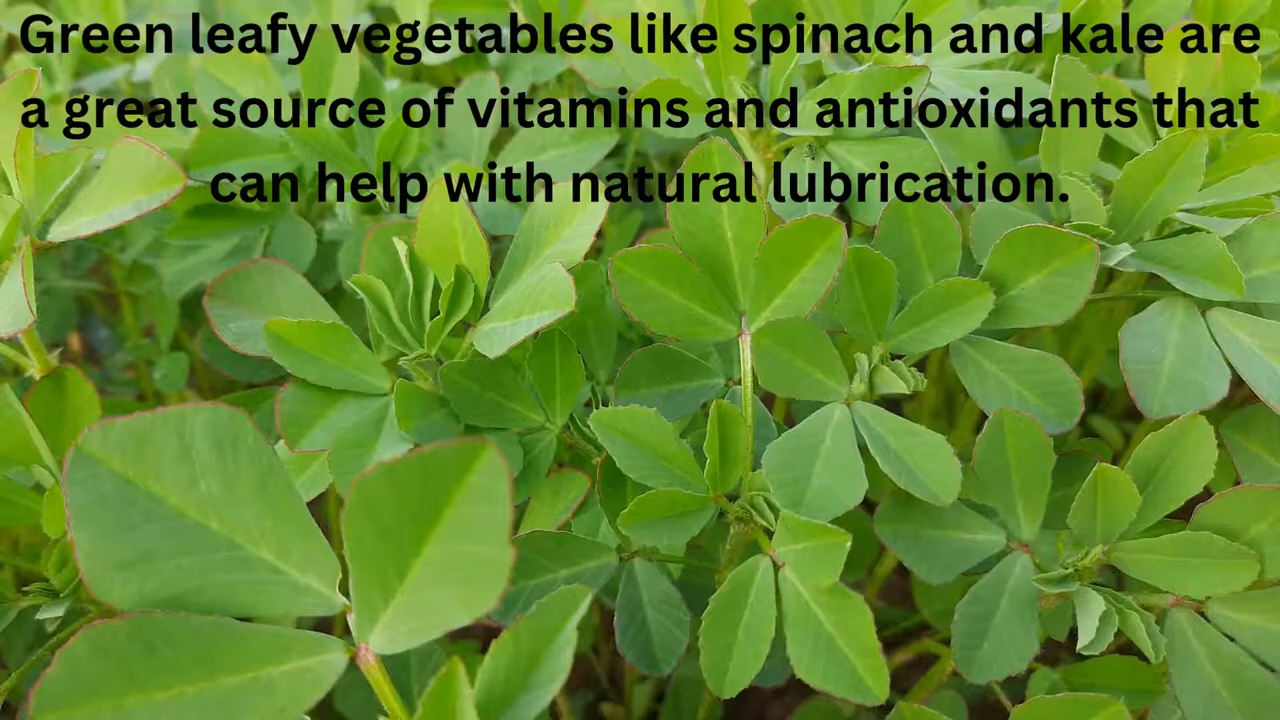 Green leafy vegetables like spinach and kale are
a great source of vitamins and antioxidants that
can help with natural lubrication.